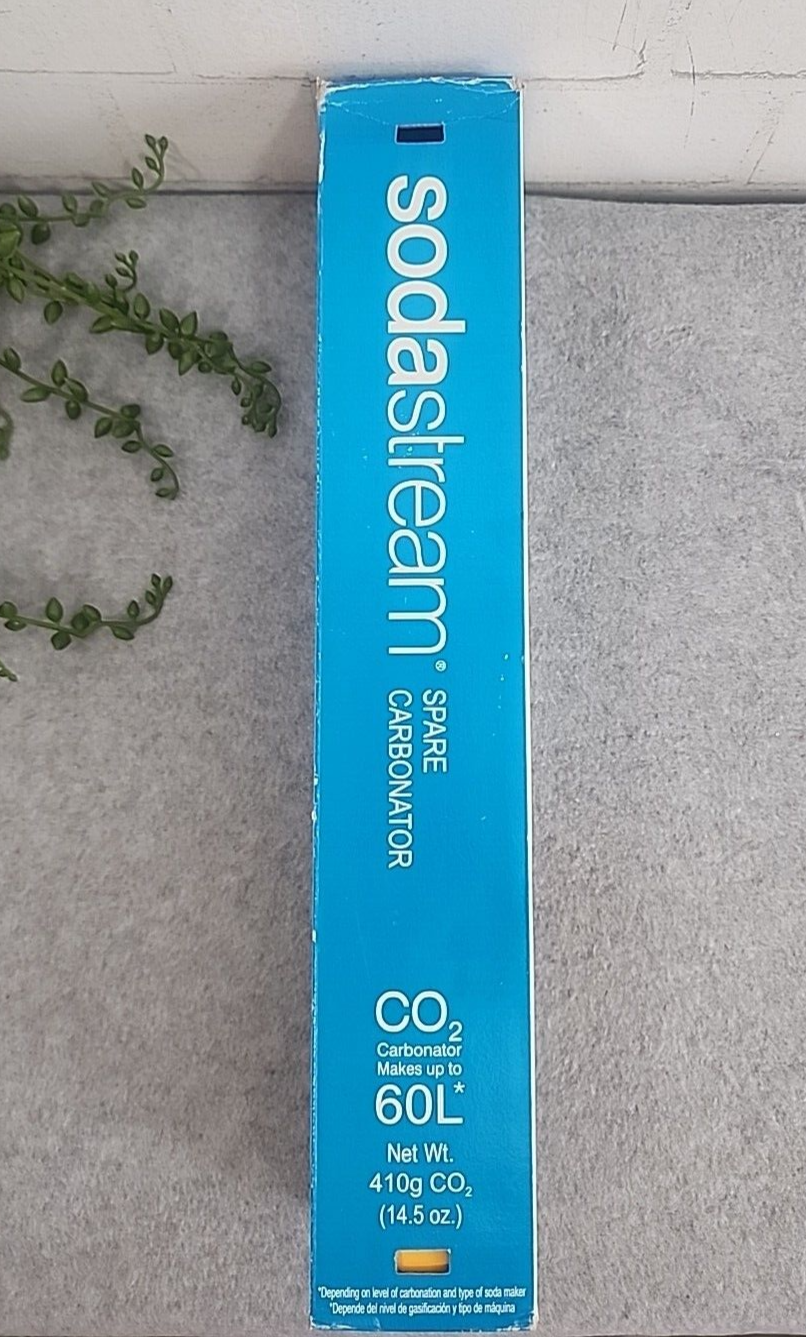 sodastream®
SPARE
CARBONATOR
CO₂
Carbonator
Makes up to
60L*
Net Wt.
410g CO₂
(14.5 oz.)
*Depending on level of carbonation and type of soda maker
*Depende del nivel de gasificación y tipo de máquina